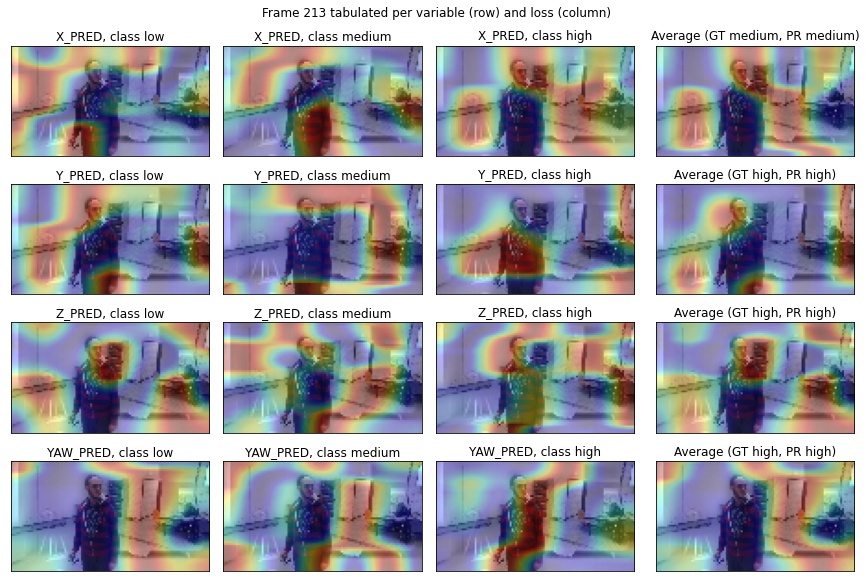 Frame 213 tabulated per variable (row) and loss (column)
X_PRED, class low
X_PRED, class medium
X_PRED, class high
Average (GT medium, PR medium)
Y_PRED, class low
Y_PRED, class medium
Y_PRED, class high
Average (GT high, PR high)
Z_PRED, class low
Z_PRED, class medium
Z_PRED, class high
Average (GT high, PR high)
YAW_PRED, class low
YAW_PRED, class medium
YAW_PRED, class high
Average (GT high, PR high)